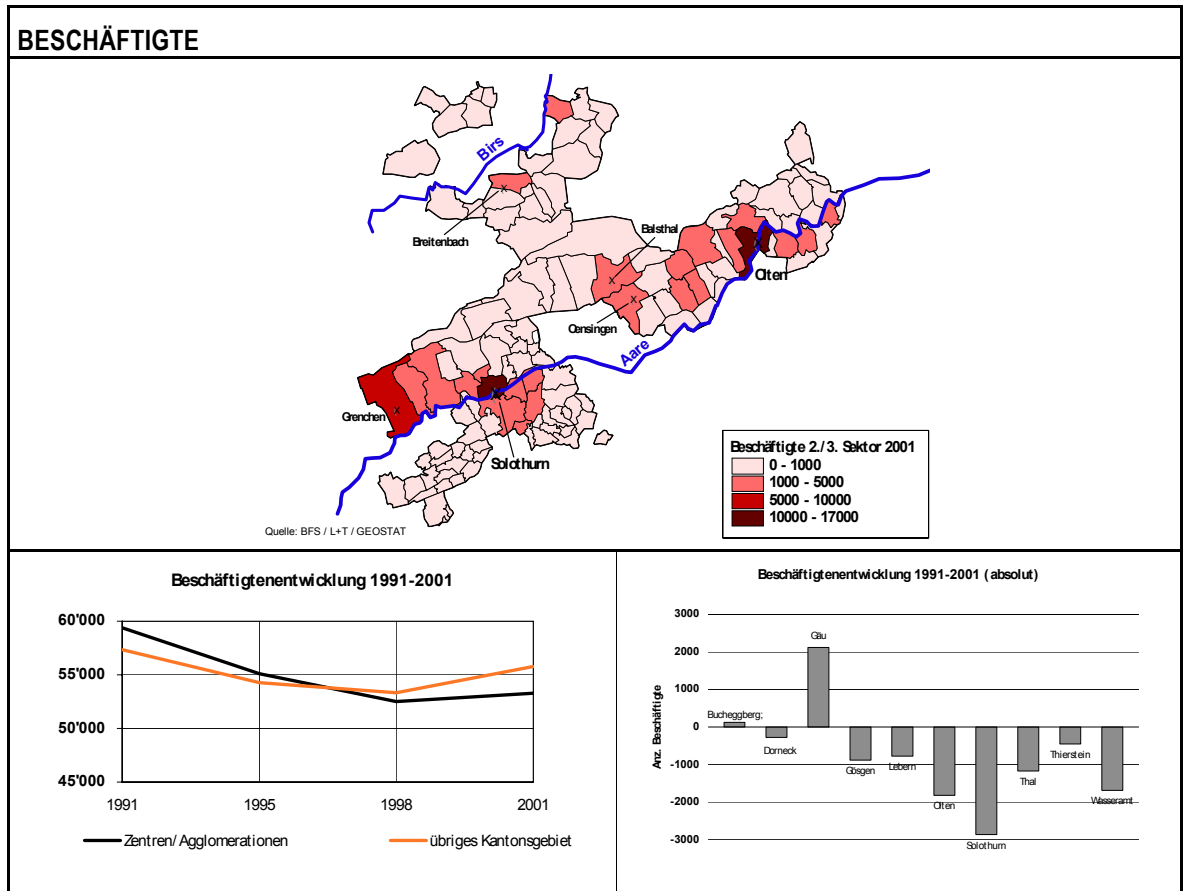 BESCHÄFTIGTE
Birs
Breitenbach
Balsthal
Olten
Oensingen
Aare
Grenchen
Solothurn
Quelle: BFS / L+T / GEOSTAT
Beschäftigte 2./3. Sektor 2001
0 - 1000
1000 - 5000
5000 - 10000
10000 - 17000
Beschäftigtenentwicklung 1991-2001
60'000
55'000
50'000
45'000
1991 1995 1998 2001
Zentren/Agglomerationen übriges Kantonsgebiet
Beschäftigtenentwicklung 1991-2001 (absolut)
Anz. Beschäftigte
3000
2000
1000
0
-1000
-2000
-3000
Bucheggberg;
Dorneck
Gäu
Gösgen
Lebern
Olten
Solothurn
Thal
Thierstein
Wasseramt